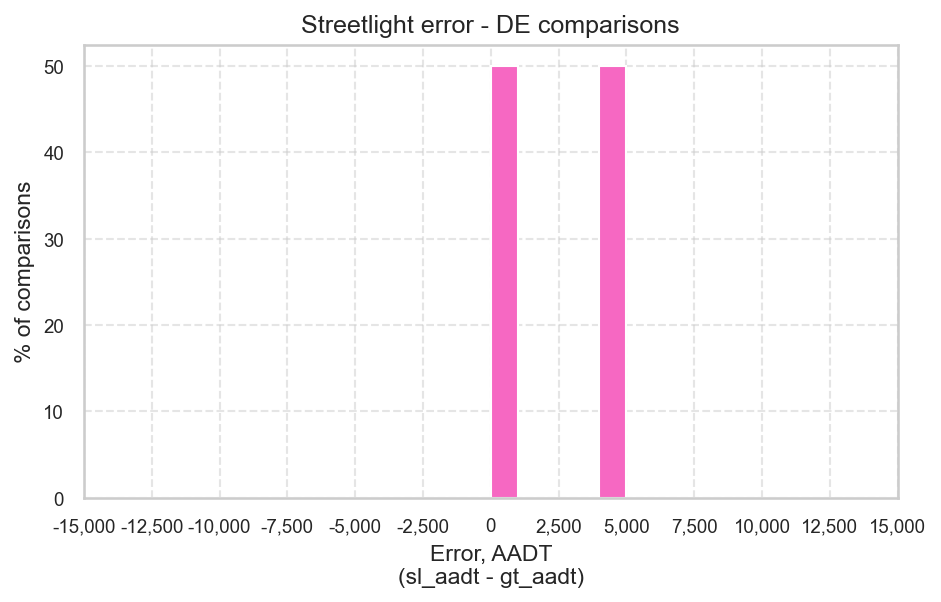 Streetlight error - DE comparisons
% of comparisons
50
40
30
20
10
0
-15,000 -12,500 -10,000 -7,500 -5,000 -2,500 0 2,500 5,000 7,500 10,000 12,500 15,000
Error, AADT
(sl_aadt - gt_aadt)